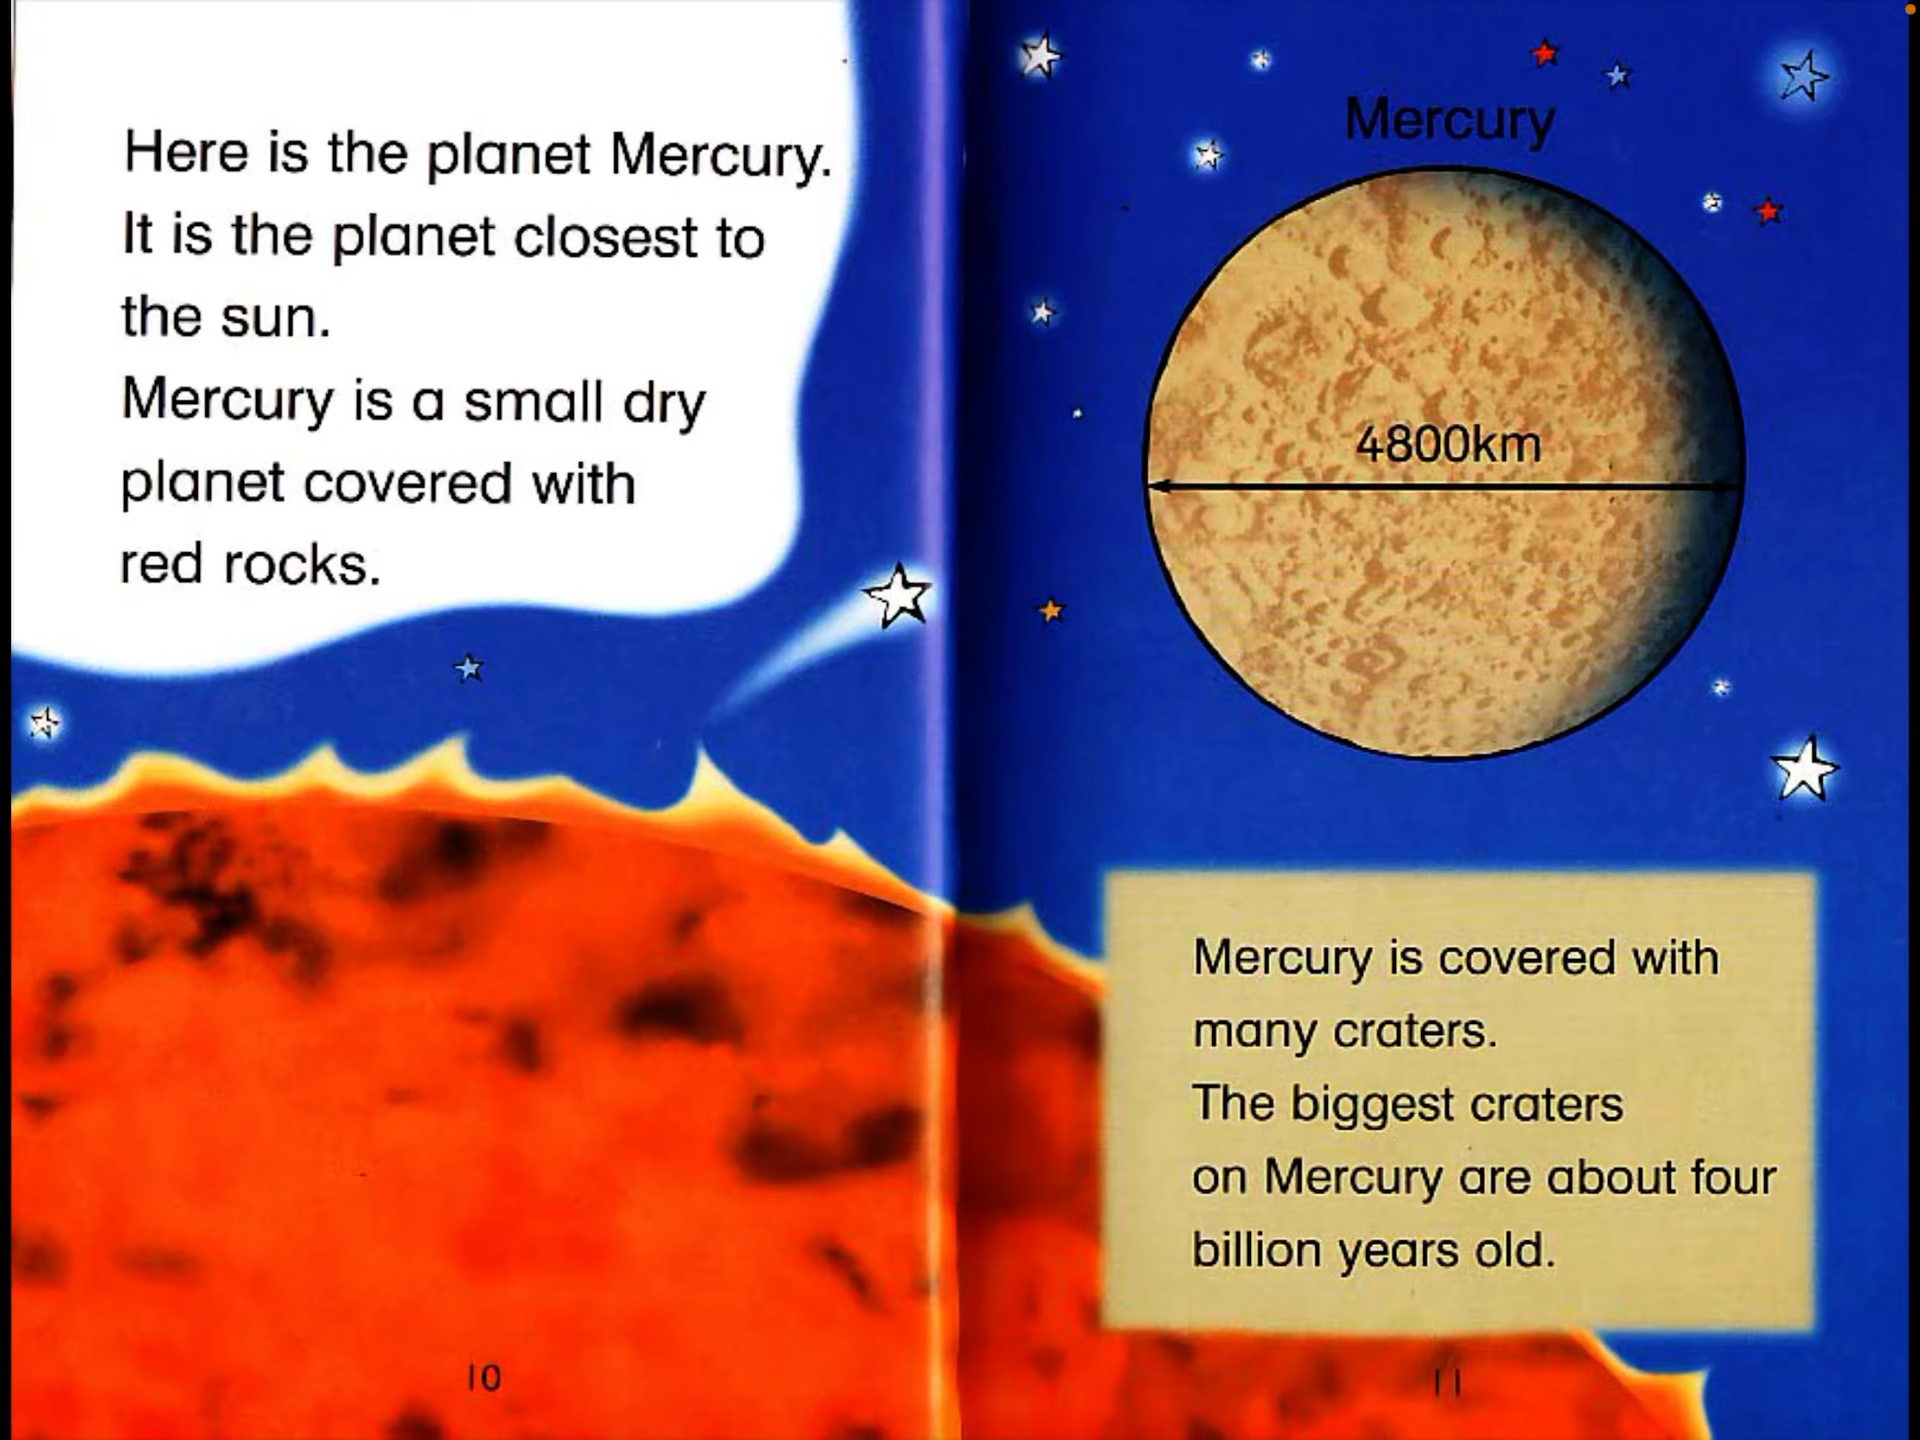 Here is the planet Mercury.
It is the planet closest to
the sun.
Mercury is a small dry
planet covered with
red rocks.
10
Mercury
4800km
Mercury is covered with
many craters.
The biggest craters
on Mercury are about four
billion years old.
11